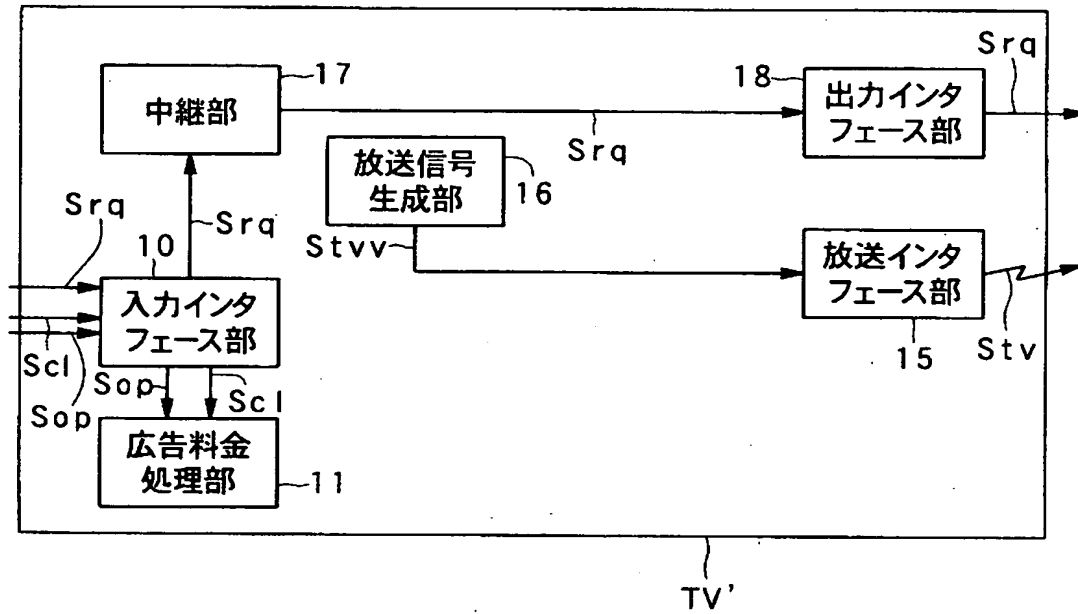 17
中継部
Srq
18
出力インタ
フェース部
Srq
放送信号
生成部
16
Srq
Srq
10
Stvv
入力インタ
フェース部
放送インタ
フェース部
15
Stv
Scl
Sop
Sop
Scl
広告料金
処理部
11
TV'